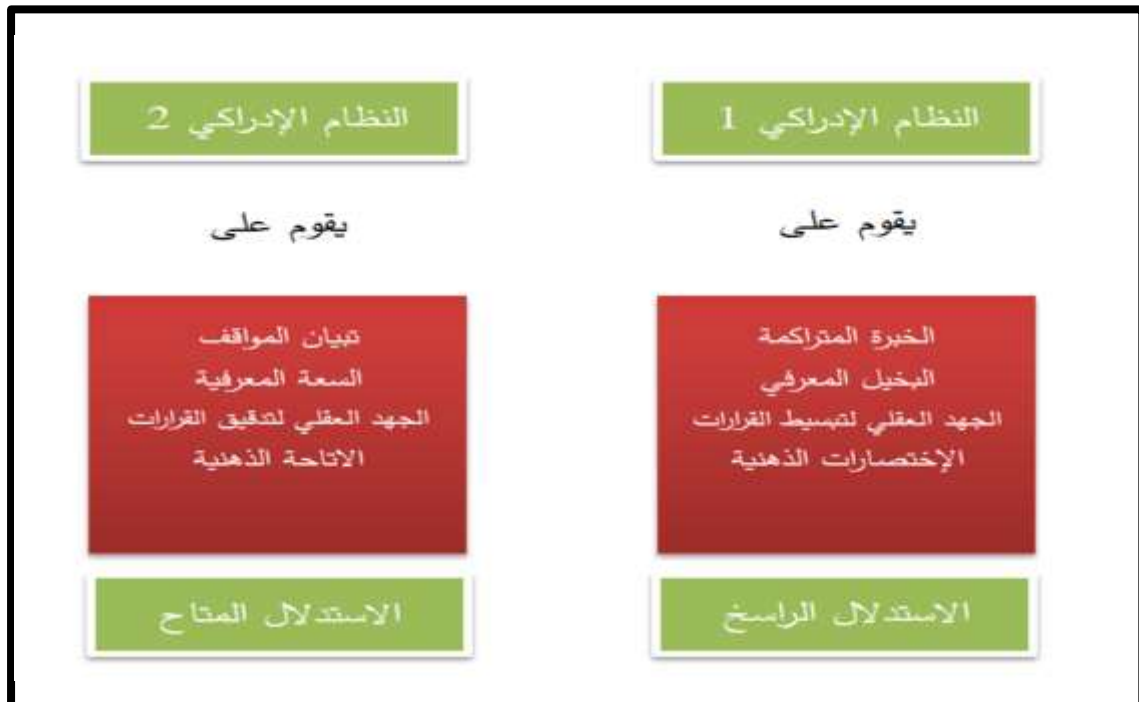 النظام الإدراكي 1
يقوم على
الخبرة المتراكمة
البخيل المعرفي
الجهد العقلي لتبسيط القرارات
الإختصارات الذهنية
الاستدلال الراسخ
النظام الإدراكي 2
يقوم على
تبيان المواقف
السعة المعرفية
الجهد العقلي لتدقيق القرارات
الاتاحة الذهنية
الاستدلال المتاح